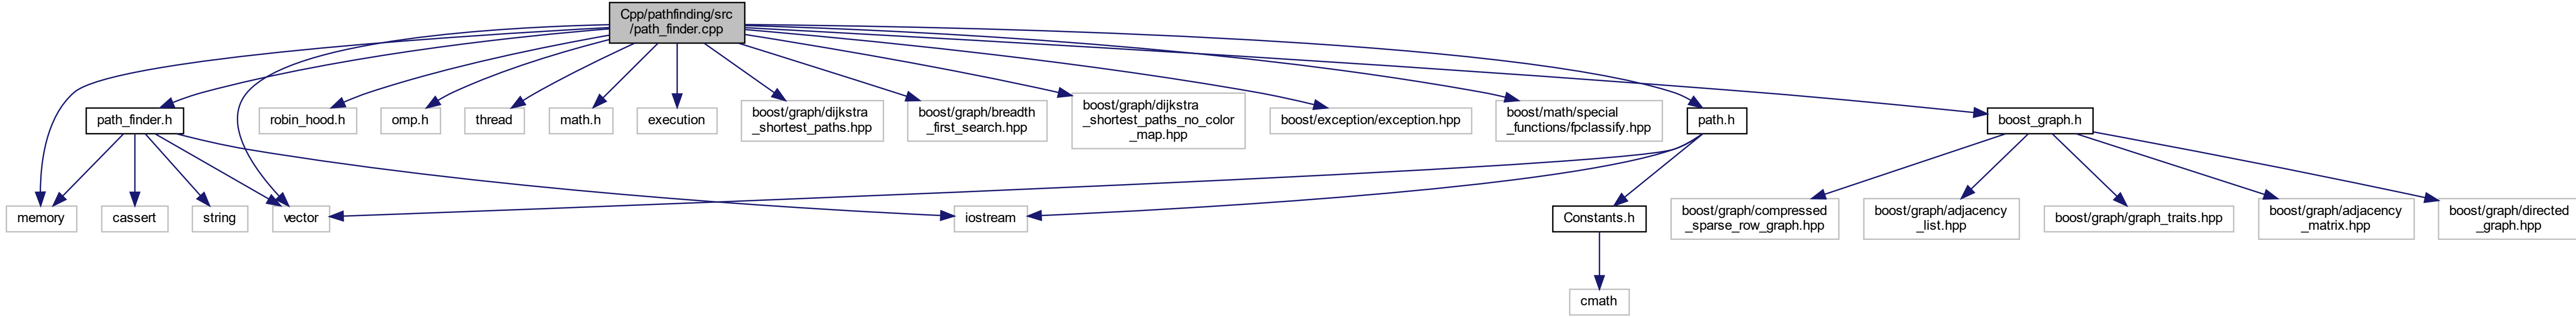 Cpp/pathfinding/src
/path_finder.cpp
path_finder.h
robin_hood.h
omp.h
thread
math.h
execution
boost/graph/dijkstra
_shortest_paths.hpp
boost/graph/breadth
_first_search.hpp
boost/graph/dijkstra
_shortest_paths_no_color
_map.hpp
boost/exception/exception.hpp
boost/math/special
_functions/fpclassify.hpp
path.h
boost_graph.h
memory
cassert
string
vector
iostream
Constants.h
boost/graph/compressed
_sparse_row_graph.hpp
boost/graph/adjacency
_list.hpp
boost/graph/graph_traits.hpp
boost/graph/adjacency
_matrix.hpp
boost/graph/directed
_graph.hpp
cmath